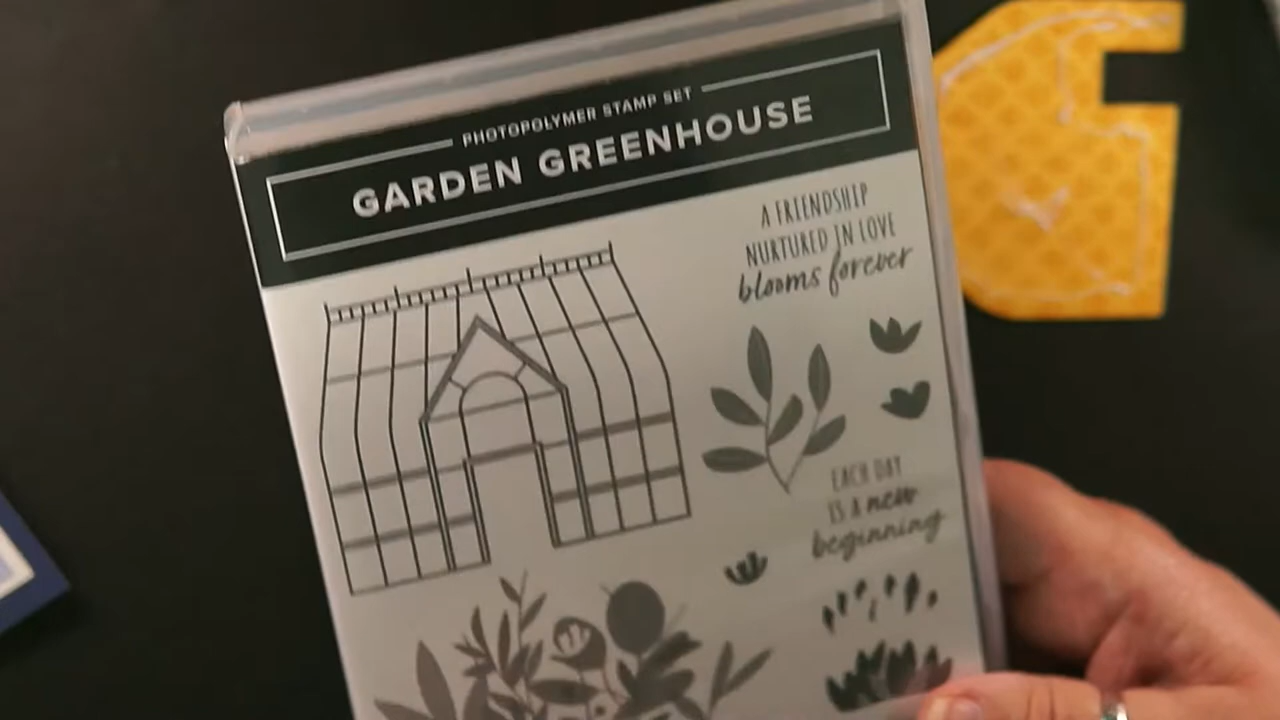 PHOTOPOLYMER STAMP SET
GARDEN GREENHOUSE
A FRIENDSHIP
NURTURED IN LOVE
blooms forever
EACH DAY
IS A new
beginning